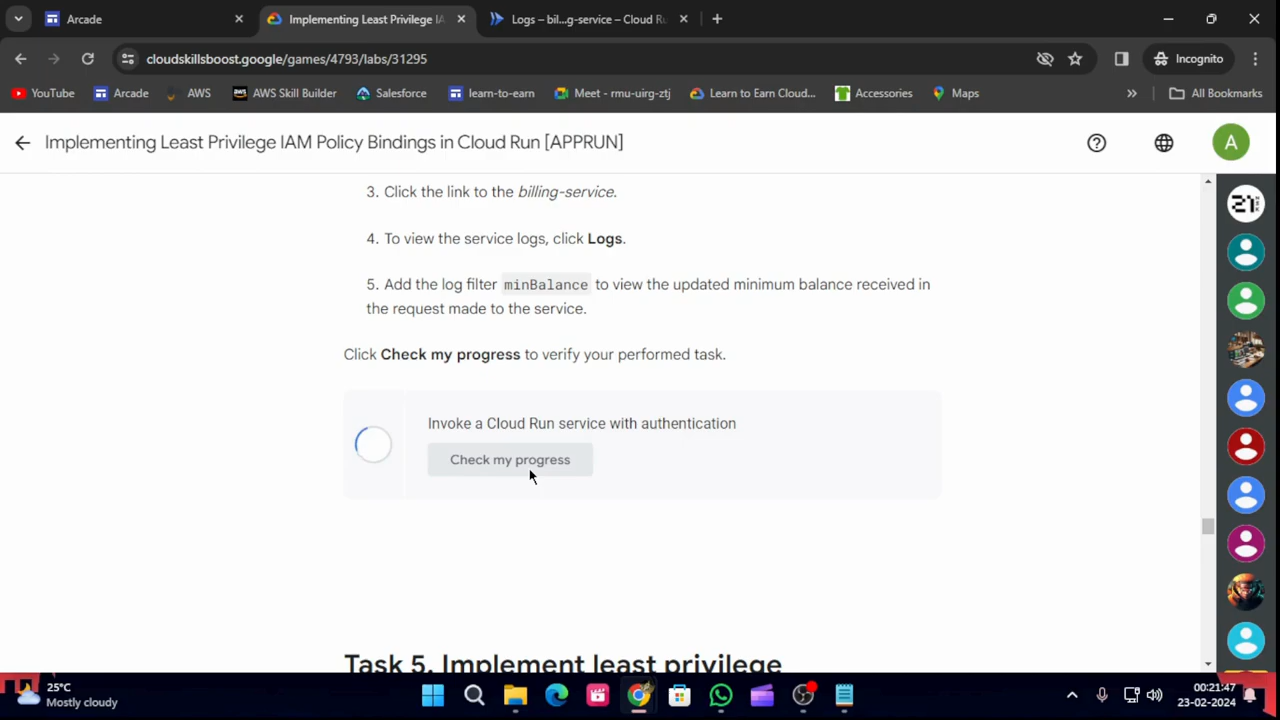 Arcade
Implementing Least Privilege IA
Logs – bil...g-service – Cloud Ru
cloudskillsboost.google/games/4793/labs/31295
Incognito
YouTube
Arcade
AWS
AWS Skill Builder
Salesforce
learn-to-earn
Meet - rmu-uirg-ztj
Learn to Earn Cloud...
Accessories
Maps
All Bookmarks
Implementing Least Privilege IAM Policy Bindings in Cloud Run [APPRUN]
A
3. Click the link to the billing-service.
4. To view the service logs, click Logs.
5. Add the log filter minBalance to view the updated minimum balance received in
the request made to the service.
Click Check my progress to verify your performed task.
Invoke a Cloud Run service with authentication
Check my progress
Task 5. Implement least privilege
25°C
Mostly cloudy
00:21:47
23-02-2024